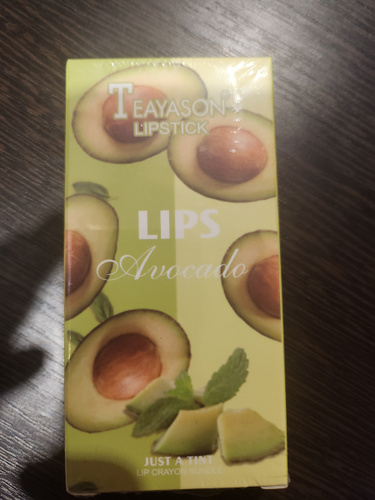 TEAYASON
LIPSTICK
LIPS
Avocado
JUST A TINT
LIP CRAYON